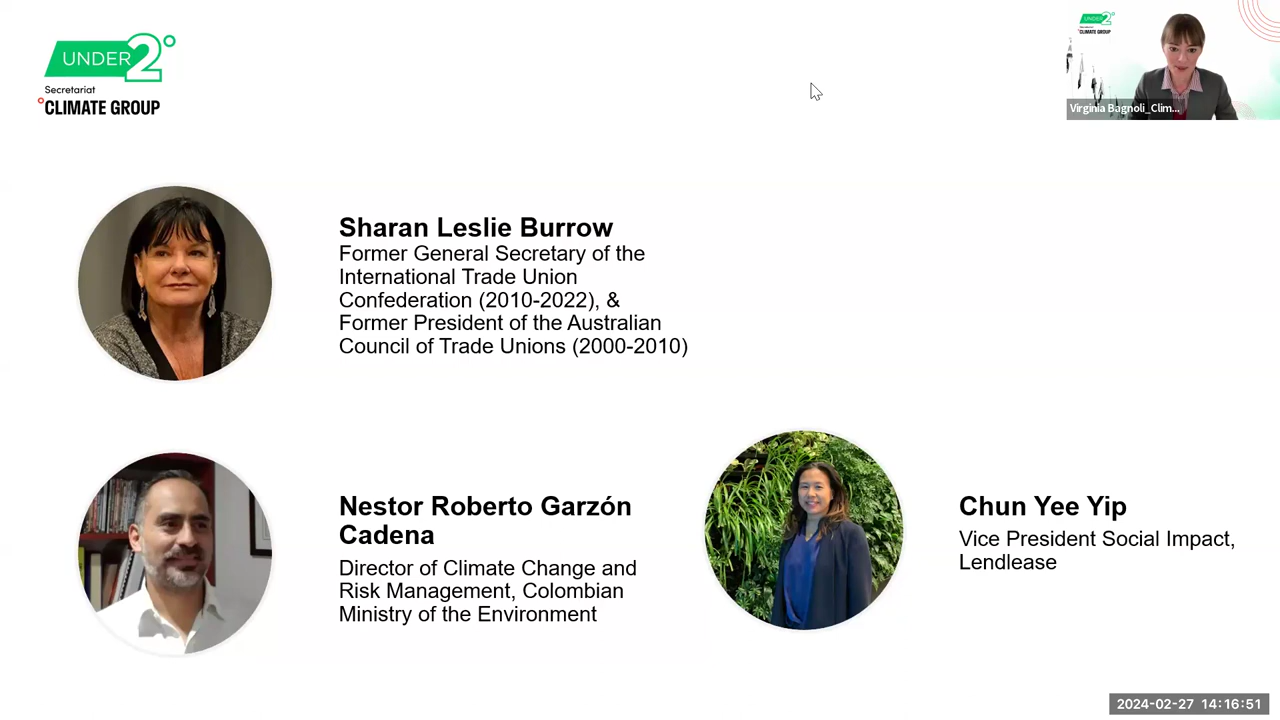 UNDER2°
Secretariat
°CLIMATE GROUP
UNDER2°
CLIMATE GROUP
Virginia Bagnoli_Clim...
Sharan Leslie Burrow
Former General Secretary of the
International Trade Union
Confederation (2010-2022), &
Former President of the Australian
Council of Trade Unions (2000-2010)
Nestor Roberto Garzón
Cadena
Director of Climate Change and
Risk Management, Colombian
Ministry of the Environment
Chun Yee Yip
Vice President Social Impact,
Lendlease
2024-02-27 14:16:51